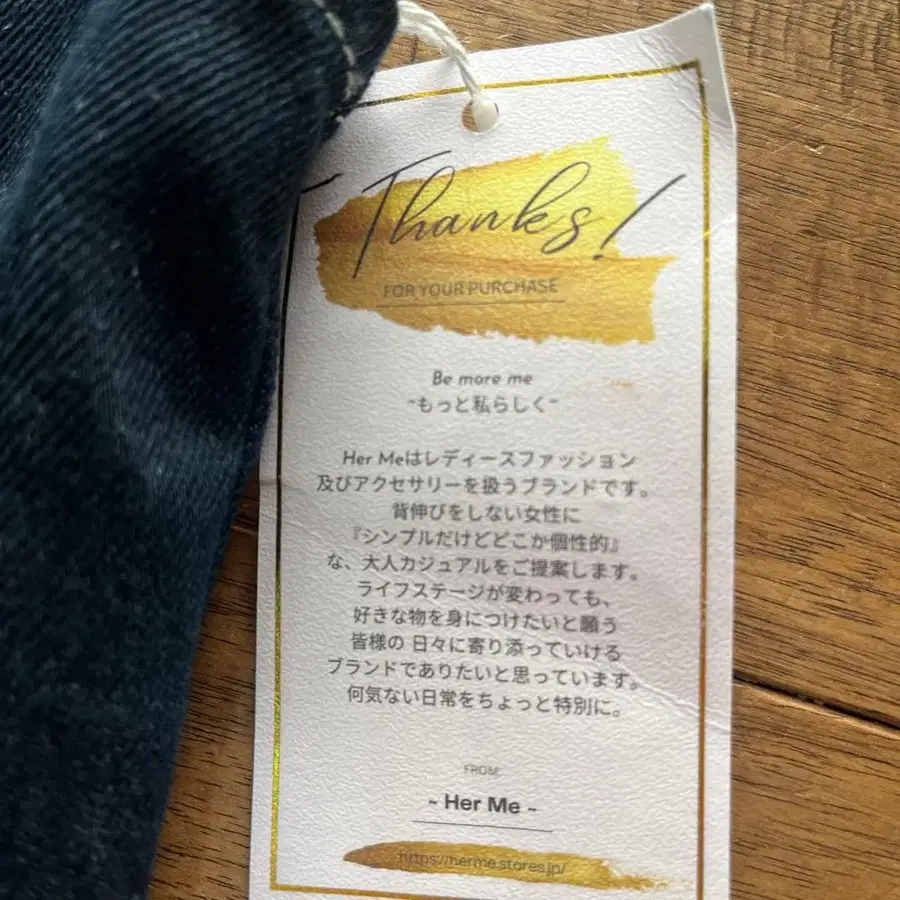 Thanks!
FOR YOUR PURCHASE
Be more me
~もっと私らしく~
Her Meはレディースファッション
及びアクセサリーを扱うブランドです。
背伸びをしない女性に
『シンプルだけどどこか個性的』
な、大人カジュアルをご提案します。
ライフステージが変わっても、
好きな物を身につけたいと願う
皆様の 日々に寄り添っていける
ブランドでありたいと思っています。
何気ない日常をちょっと特別に。
FROM
~ Her Me ~
https://herme.stores.jp/